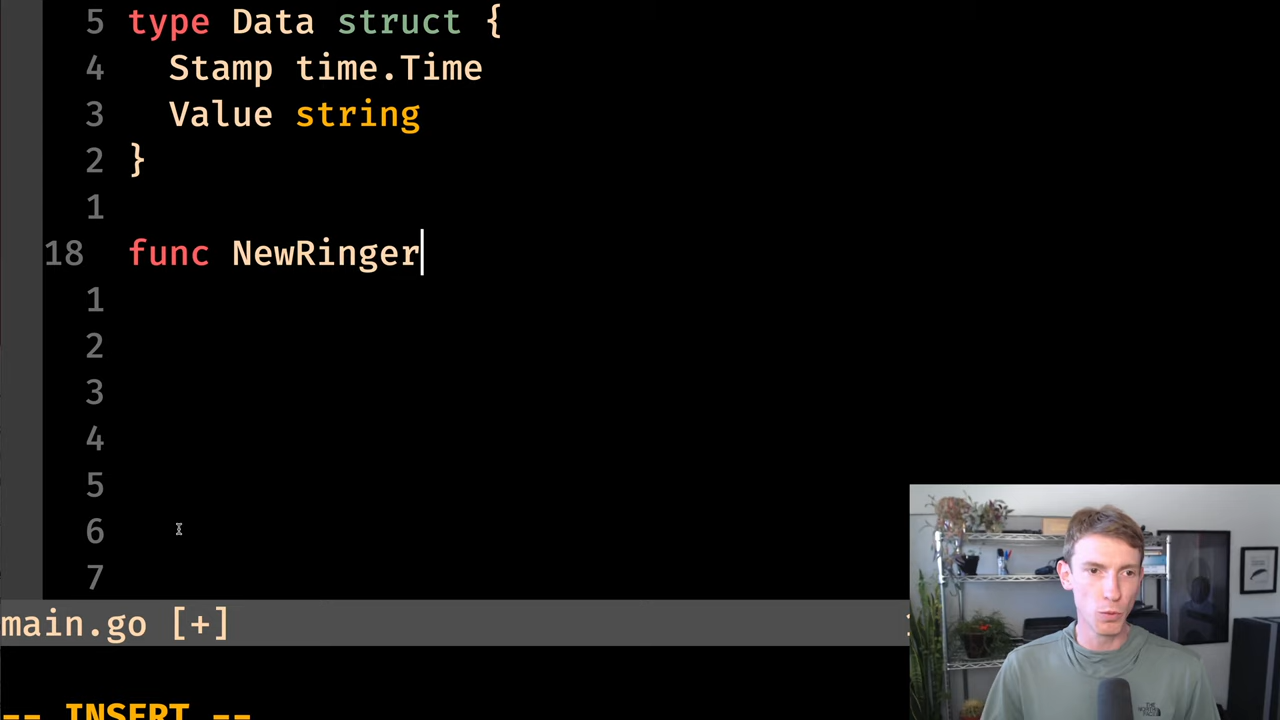 5 type Data struct {
4 Stamp time.Time
3 Value string
2 }
1
18 func NewRinger
1
2
3
4
5
6
7
main.go [+]
-- INSERT --